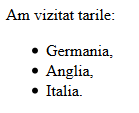 Am vizitat tarile:
• Germania,
• Anglia,
• Italia.